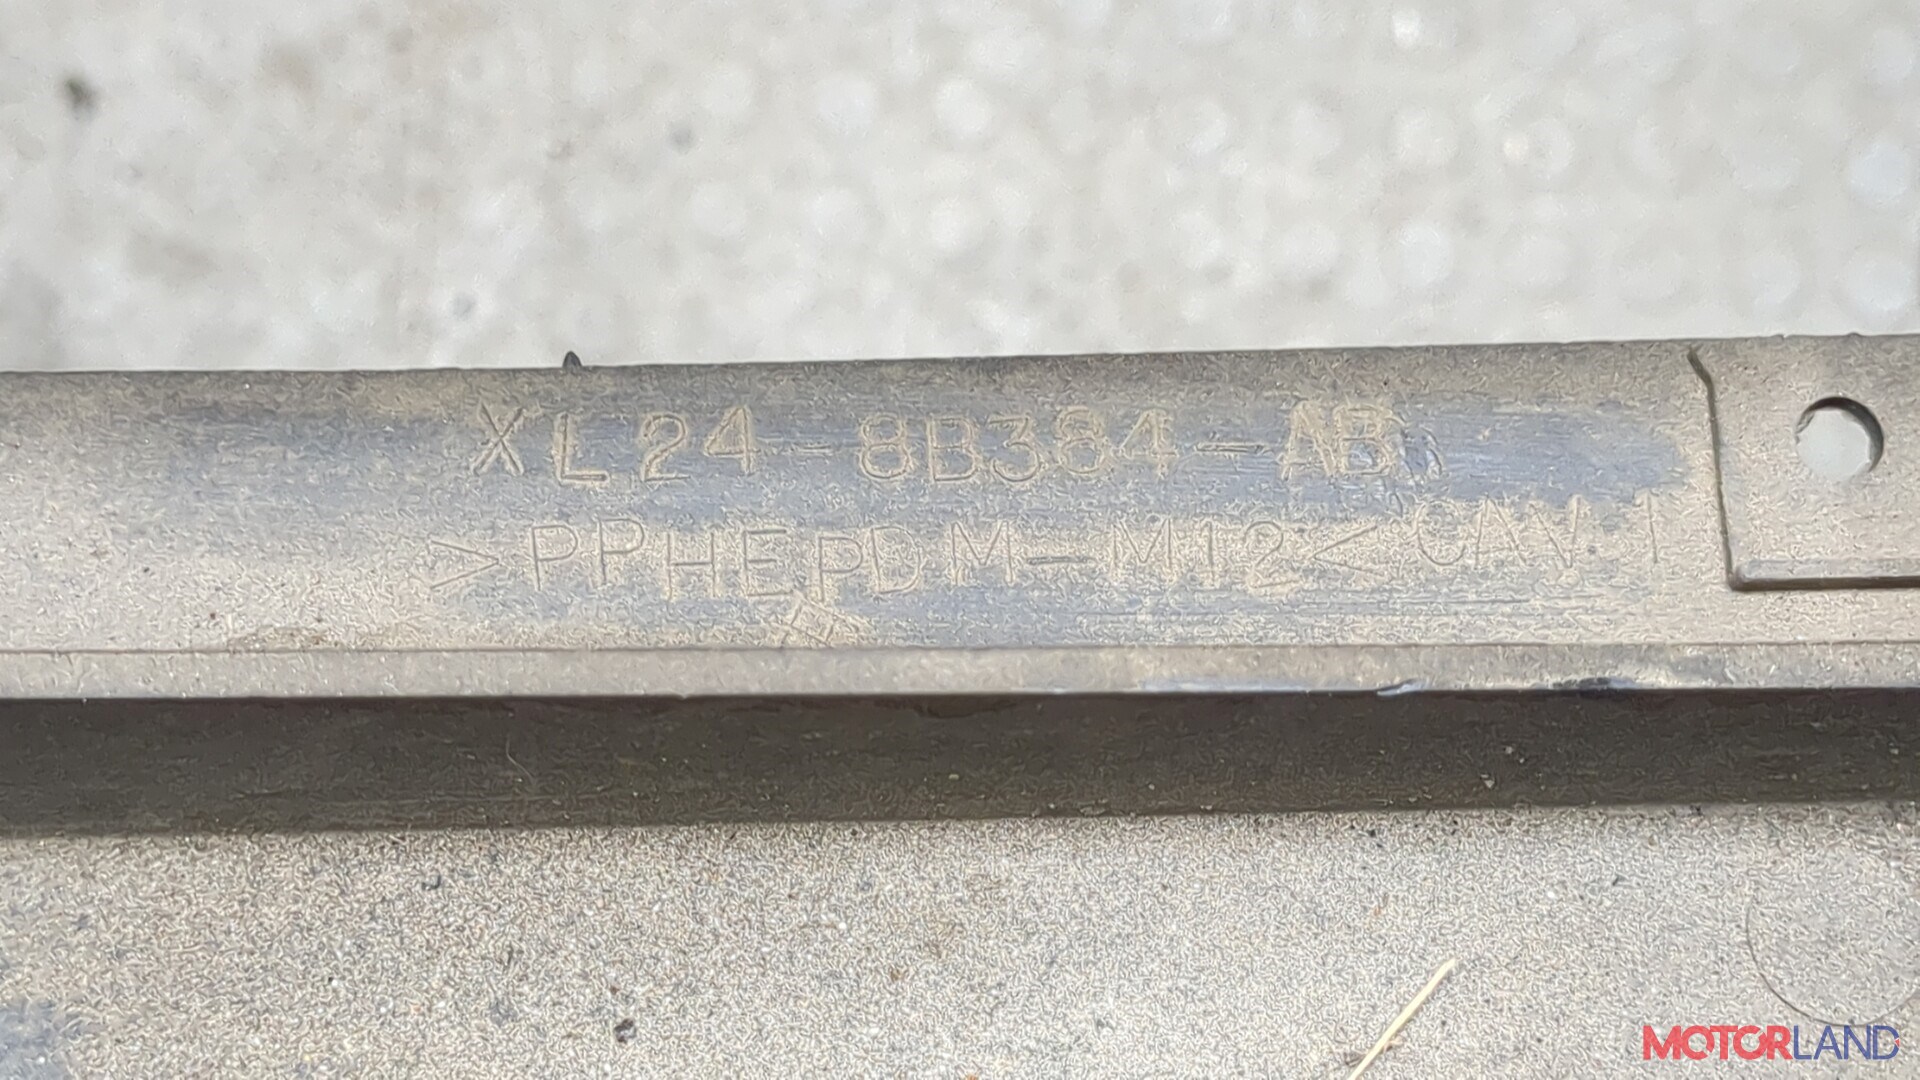 XL24-8B384-AB
>PPHEPDM-M12< CAV 1
MOTORLAND